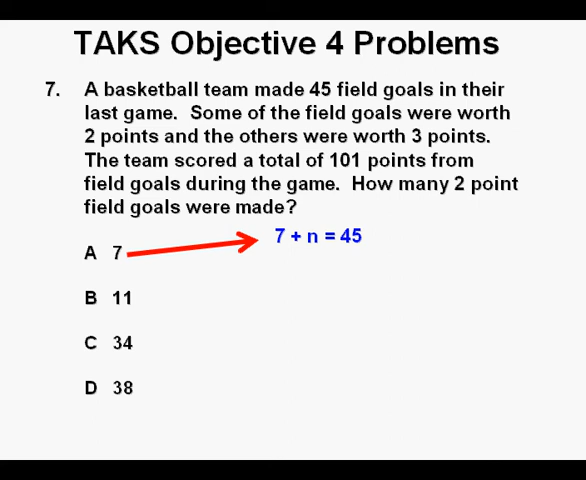 TAKS Objective 4 Problems
7. A basketball team made 45 field goals in their
last game. Some of the field goals were worth
2 points and the others were worth 3 points.
The team scored a total of 101 points from
field goals during the game. How many 2 point
field goals were made?
7 + n = 45
A 7
B 11
C 34
D 38